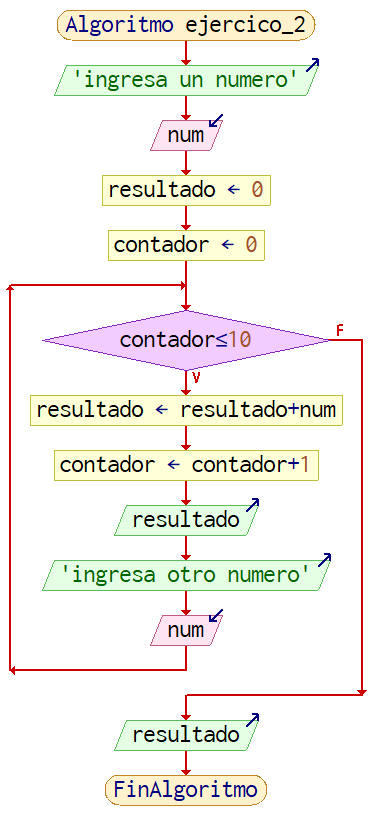 Algoritmo ejercico_2
'ingresa un numero'
num
resultado ← 0
contador ← 0
contador≤10
F
V
resultado ← resultado+num
contador ← contador+1
resultado
'ingresa otro numero'
num
resultado
FinAlgoritmo